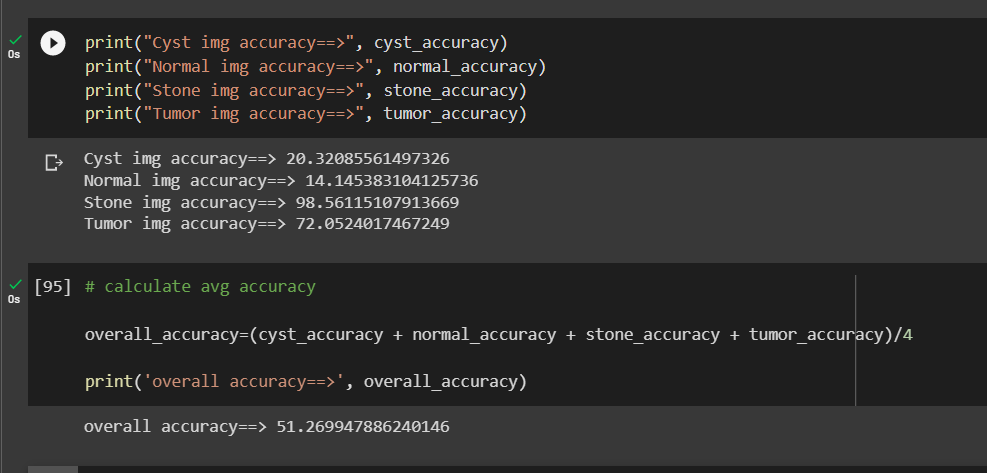 print("Cyst img accuracy==>", cyst_accuracy)
0s
print("Normal img accuracy==>", normal_accuracy)
print("Stone img accuracy==>", stone_accuracy)
print("Tumor img accuracy==>", tumor_accuracy)
Cyst img accuracy==> 20.32085561497326
Normal img accuracy==> 14.145383104125736
Stone img accuracy==> 98.56115107913669
Tumor img accuracy==> 72.0524017467249
[95] # calculate avg accuracy
0s
overall_accuracy=(cyst_accuracy + normal_accuracy + stone_accuracy + tumor_accuracy)/4
print('overall accuracy==>', overall_accuracy)
overall accuracy==> 51.269947886240146